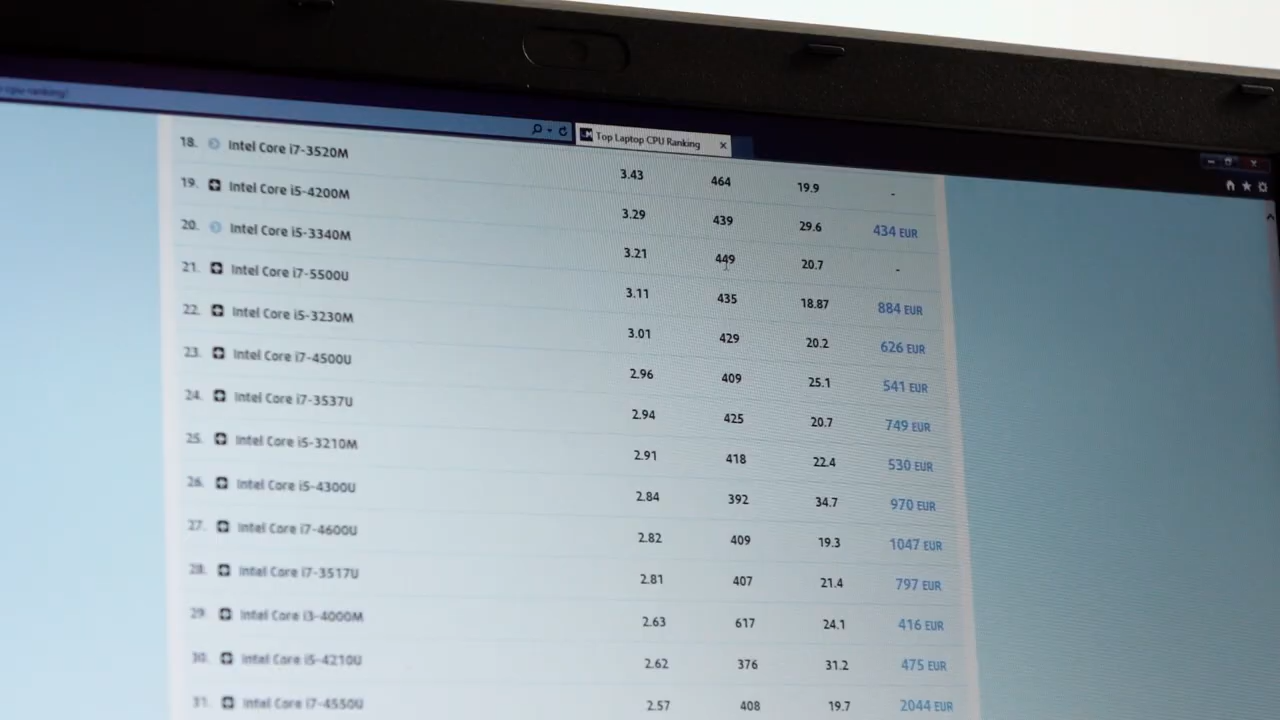 cpu-ranking/
Top Laptop CPU Ranking
18. Intel Core i7-3520M 3.43 464 19.9 -
19. Intel Core i5-4200M 3.29 439 29.6 434 EUR
20. Intel Core i5-3340M 3.21 449 20.7 -
21. Intel Core i7-5500U 3.11 435 18.87 884 EUR
22. Intel Core i5-3230M 3.01 429 20.2 626 EUR
23. Intel Core i7-4500U 2.96 409 25.1 541 EUR
24. Intel Core i7-3537U 2.94 425 20.7 749 EUR
25. Intel Core i5-3210M 2.91 418 22.4 530 EUR
26. Intel Core i5-4300U 2.84 392 34.7 970 EUR
27. Intel Core i7-4600U 2.82 409 19.3 1047 EUR
28. Intel Core i7-3517U 2.81 407 21.4 797 EUR
29. Intel Core i3-4000M 2.63 617 24.1 416 EUR
30. Intel Core i5-4210U 2.62 376 31.2 475 EUR
31. Intel Core i7-4550U 2.57 408 19.7 2044 EUR